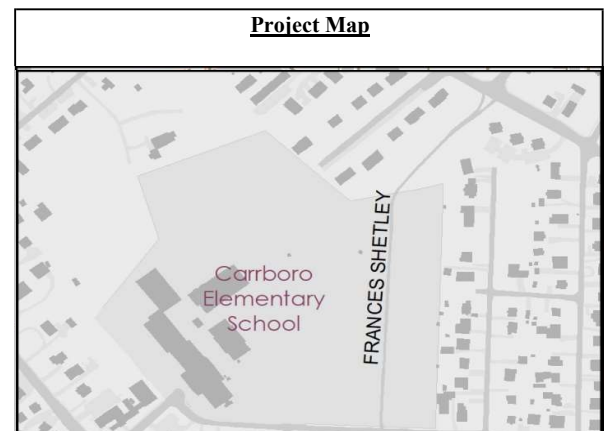 Project Map
Carrboro
Elementary
School
FRANCES SHETLEY